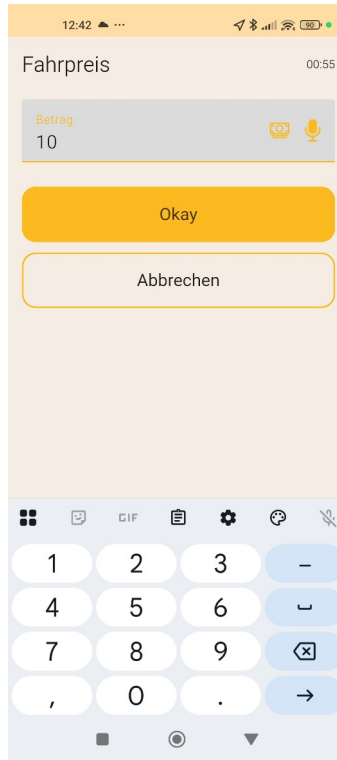 12:42
90
Fahrpreis
00:55
Betrag
10
Okay
Abbrechen
GIF
1 2 3 –
4 5 6
7 8 9
, 0 .